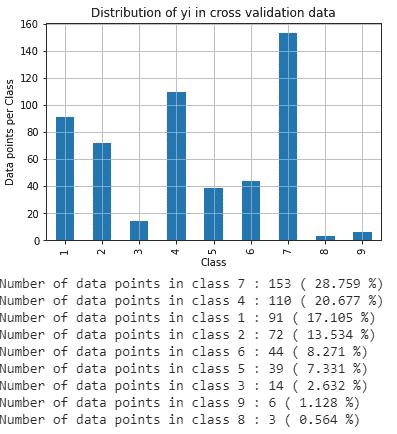 Distribution of yi in cross validation data
160
140
120
100
80
60
40
20
0
Data points per Class
1 2 3 4 5 6 7 8 9
Class
Number of data points in class 7 : 153 ( 28.759 %)
Number of data points in class 4 : 110 ( 20.677 %)
Number of data points in class 1 : 91 ( 17.105 %)
Number of data points in class 2 : 72 ( 13.534 %)
Number of data points in class 6 : 44 ( 8.271 %)
Number of data points in class 5 : 39 ( 7.331 %)
Number of data points in class 3 : 14 ( 2.632 %)
Number of data points in class 9 : 6 ( 1.128 %)
Number of data points in class 8 : 3 ( 0.564 %)